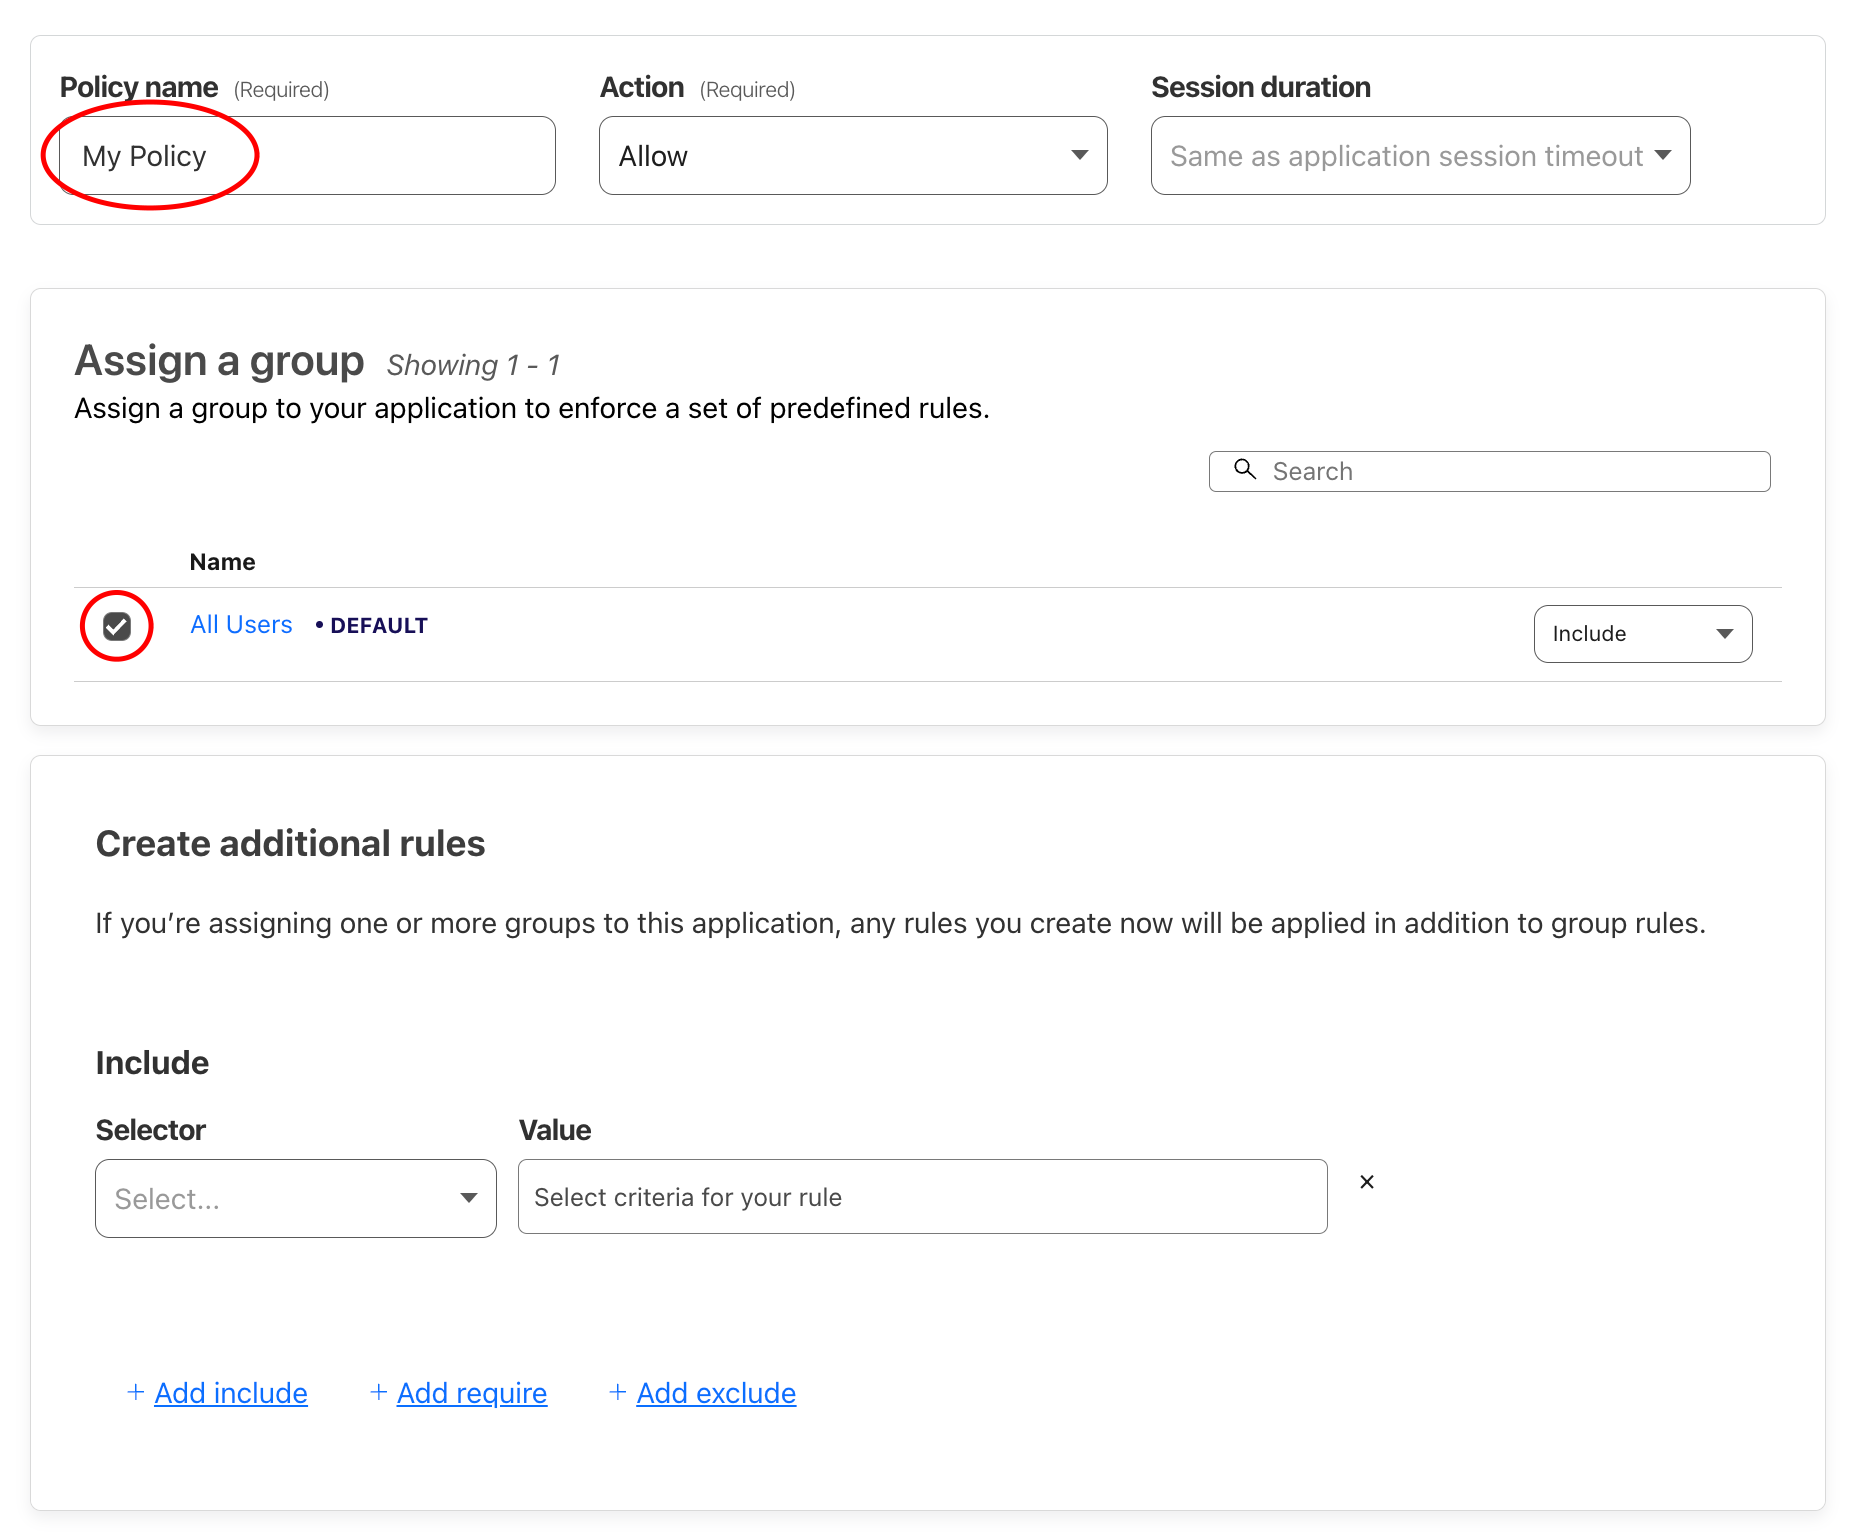 Policy name (Required) Action (Required) Session duration
My Policy Allow Same as application session timeout
Assign a group Showing 1 - 1
Assign a group to your application to enforce a set of predefined rules.
Search
Name
All Users • DEFAULT Include
Create additional rules
If you’re assigning one or more groups to this application, any rules you create now will be applied in addition to group rules.
Include
Selector Value
Select... Select criteria for your rule ×
+ Add include + Add require + Add exclude